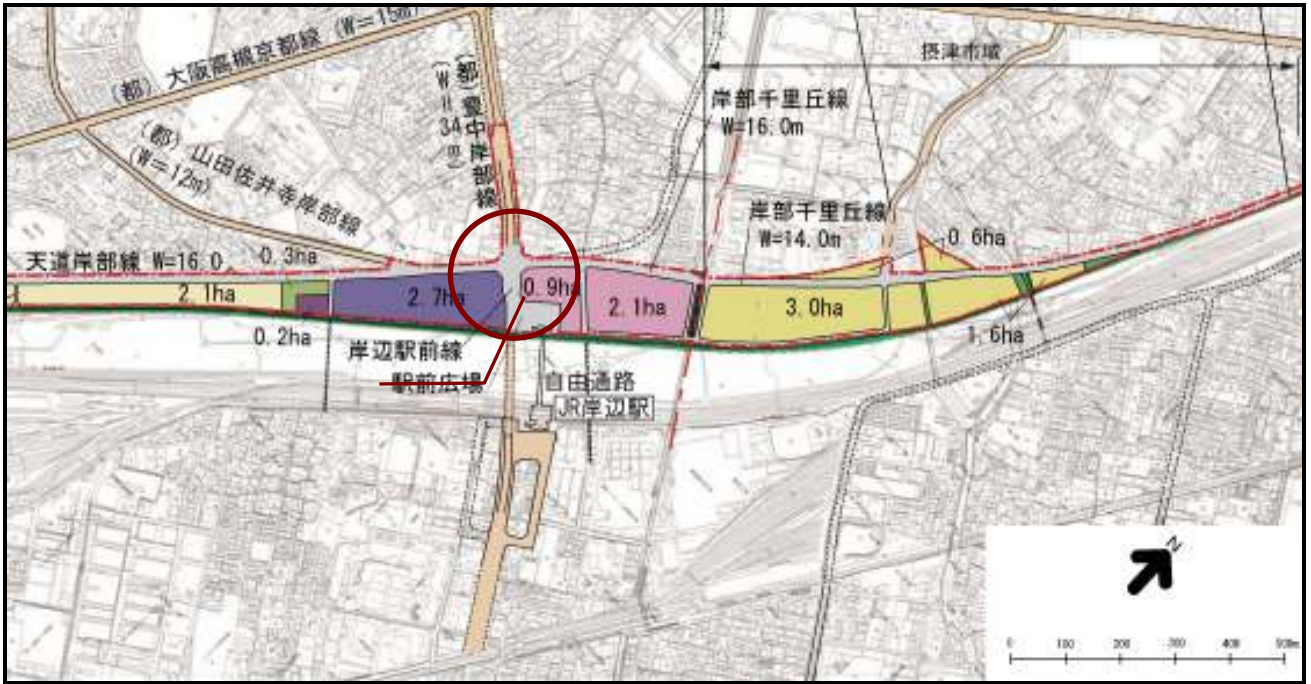 (都) 大阪高槻京都線 (W=15m)
(都) 岸部中央線
(W=34m)
摂津市域
岸部千里丘線
W=16.0m
(都) 山田佐井寺岸部線
(W=12m)
岸部千里丘線
W=14.0m
0.6ha
天道岸部線 W=16.0
0.3ha
2.1ha
2.7ha
0.9ha
2.1ha
3.0ha
0.2ha
1.6ha
岸辺駅前線
駅前広場
自由通路
JR岸辺駅
N
0 100 200 300 400 500m